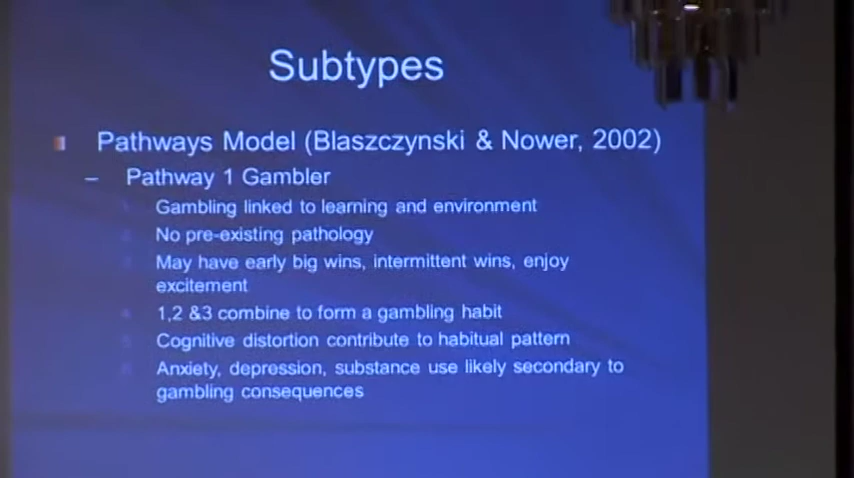 Subtypes
Pathways Model (Blaszczynski & Nower, 2002)
– Pathway 1 Gambler
Gambling linked to learning and environment
No pre-existing pathology
May have early big wins, intermittent wins, enjoy
excitement
1,2 &3 combine to form a gambling habit
Cognitive distortion contribute to habitual pattern
Anxiety, depression, substance use likely secondary to
gambling consequences